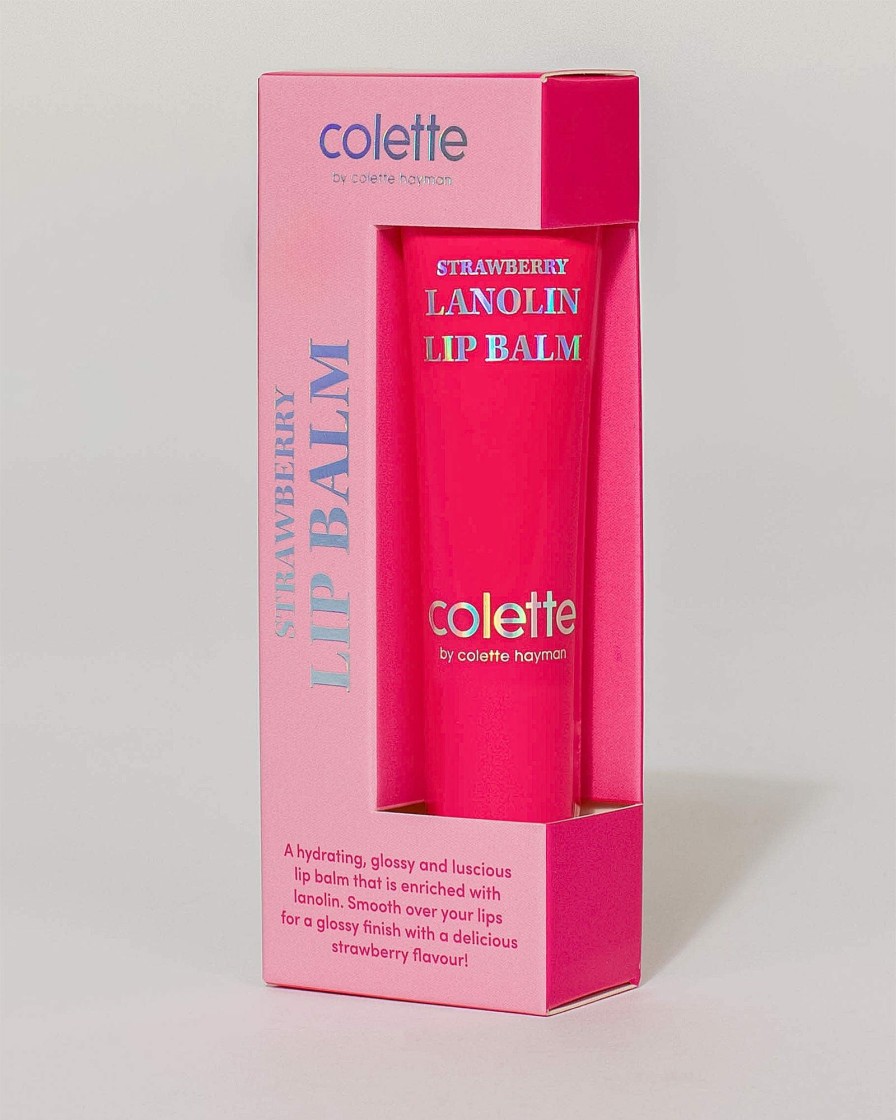 colette
by colette hayman
STRAWBERRY
LIP BALM
STRAWBERRY
LANOLIN
LIP BALM
colette
by colette hayman
A hydrating, glossy and luscious
lip balm that is enriched with
lanolin. Smooth over your lips
for a glossy finish with a delicious
strawberry flavour!